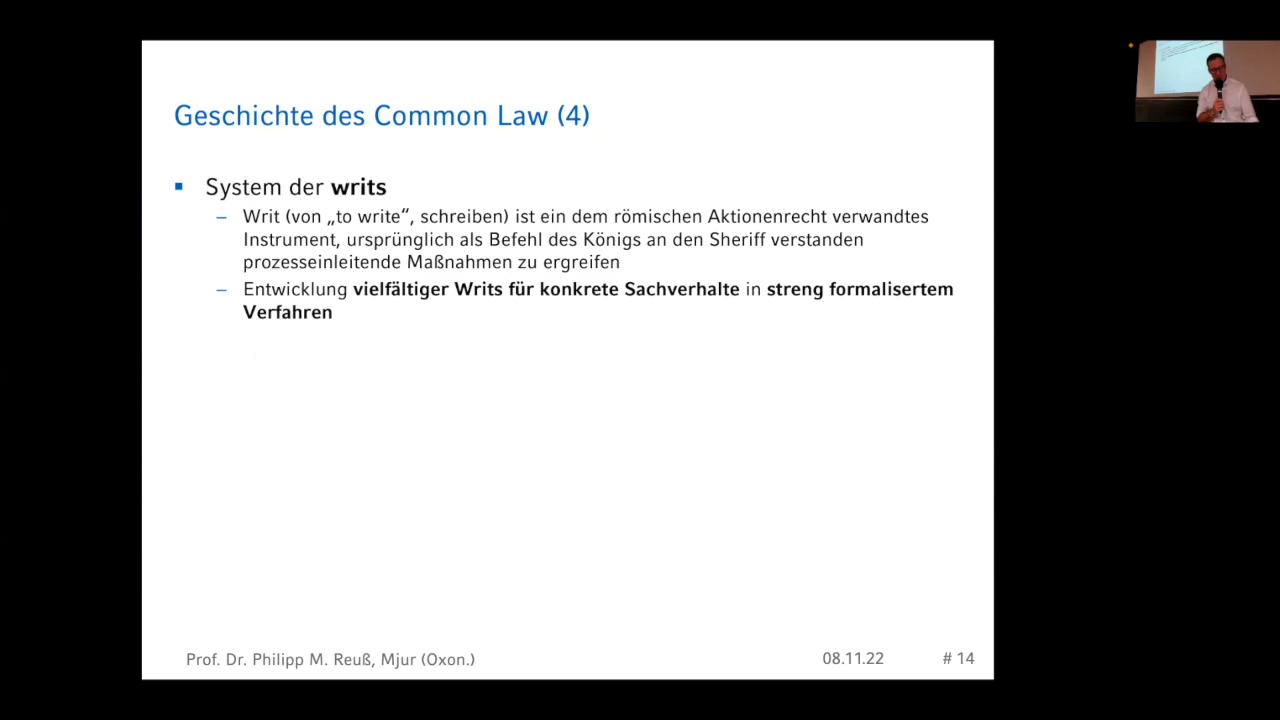 Geschichte des Common Law (4)
▪ System der writs
– Writ (von „to write“, schreiben) ist ein dem römischen Aktionenrecht verwandtes
Instrument, ursprünglich als Befehl des Königs an den Sheriff verstanden
prozesseinleitende Maßnahmen zu ergreifen
– Entwicklung vielfältiger Writs für konkrete Sachverhalte in streng formalisertem
Verfahren
Prof. Dr. Philipp M. Reuß, Mjur (Oxon.)
08.11.22
# 14